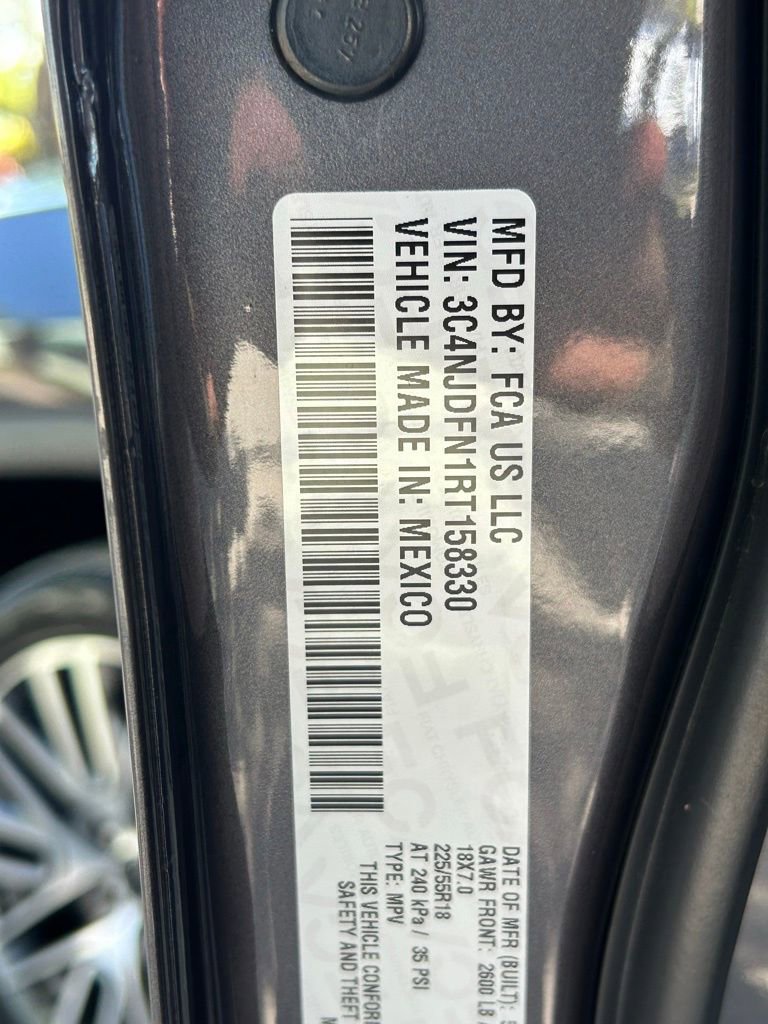 MFD BY: FCA US LLC
VIN: 3C4NJDFN1RT158330
VEHICLE MADE IN: MEXICO
DATE OF MFR (BUILT):
GAWR FRONT: 2600 LB
18X7.0
225/55R18
AT 240 kPa / 35 PSI
TYPE: MPV
THIS VEHICLE
SAFETY AND THEFT